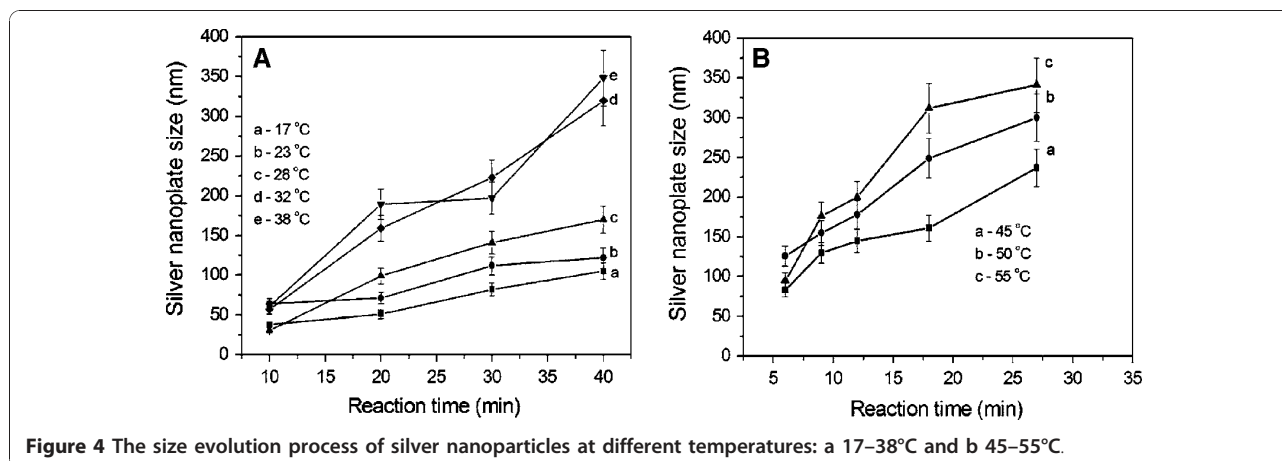 A
400
350
300
250
200
150
100
50
0
Silver nanoplate size (nm)
a - 17 °C
b - 23 °C
c - 28 °C
d - 32 °C
e - 38 °C
e
d
c
b
a
10 20 30 40
Reaction time (min)
B
400
350
300
250
200
150
100
50
0
Silver nanoplate size (nm)
c
b
a
a - 45 °C
b - 50 °C
c - 55 °C
5 10 15 20 25 30 35
Reaction time (min)
Figure 4 The size evolution process of silver nanoparticles at different temperatures: a 17–38°C and b 45–55°C.